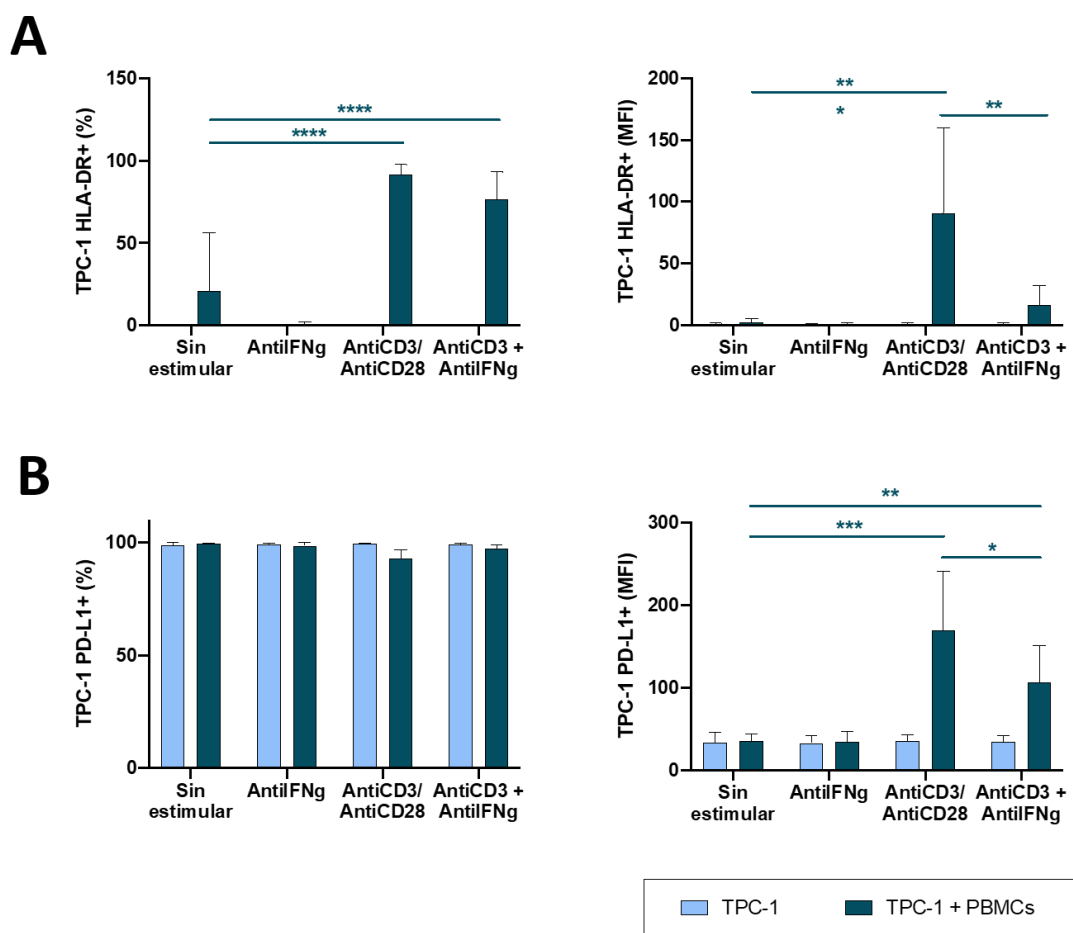 A
TPC-1 HLA-DR+ (%)
150
100
50
0
****
****
Sin
estimular
AntiIFNg
AntiCD3/
AntiCD28
AntiCD3 +
AntiIFNg
TPC-1 HLA-DR+ (MFI)
200
150
100
50
0
**
*
**
Sin
estimular
AntiIFNg
AntiCD3/
AntiCD28
AntiCD3 +
AntiIFNg
B
TPC-1 PD-L1+ (%)
100
50
0
Sin
estimular
AntiIFNg
AntiCD3/
AntiCD28
AntiCD3 +
AntiIFNg
TPC-1 PD-L1+ (MFI)
300
200
100
0
**
***
*
Sin
estimular
AntiIFNg
AntiCD3/
AntiCD28
AntiCD3 +
AntiIFNg
TPC-1
TPC-1 + PBMCs